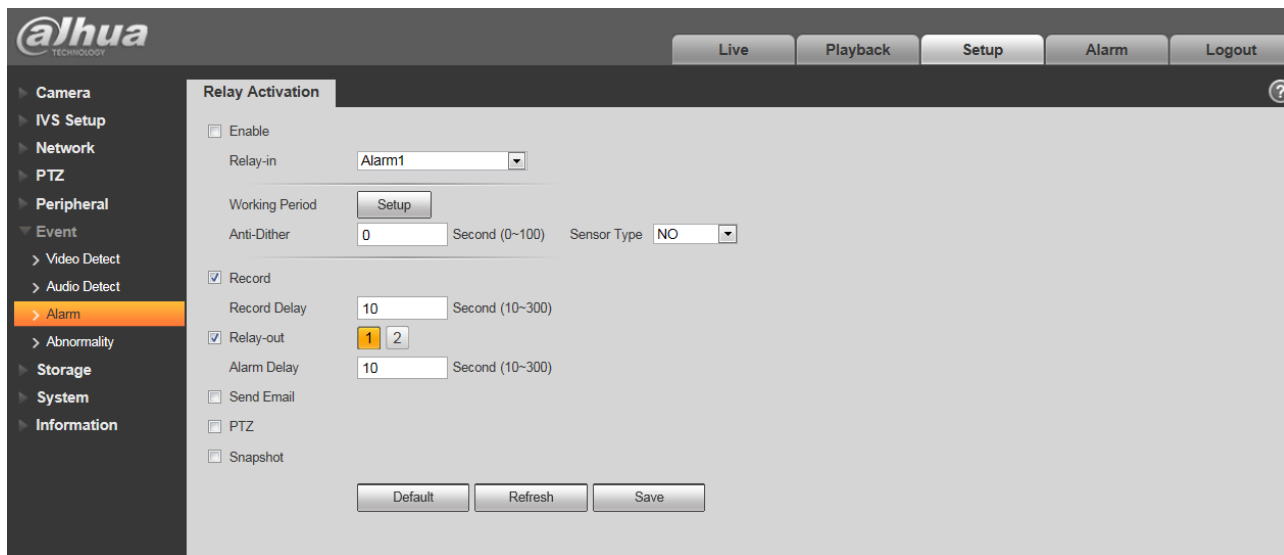 alhua
TECHNOLOGY
Live Playback Setup Alarm Logout
Camera
IVS Setup
Network
PTZ
Peripheral
Event
Video Detect
Audio Detect
Alarm
Abnormality
Storage
System
Information
Relay Activation
?
Enable
Relay-in Alarm1
Working Period Setup
Anti-Dither 0 Second (0~100) Sensor Type NO
Record
Record Delay 10 Second (10~300)
Relay-out 1 2
Alarm Delay 10 Second (10~300)
Send Email
PTZ
Snapshot
Default Refresh Save